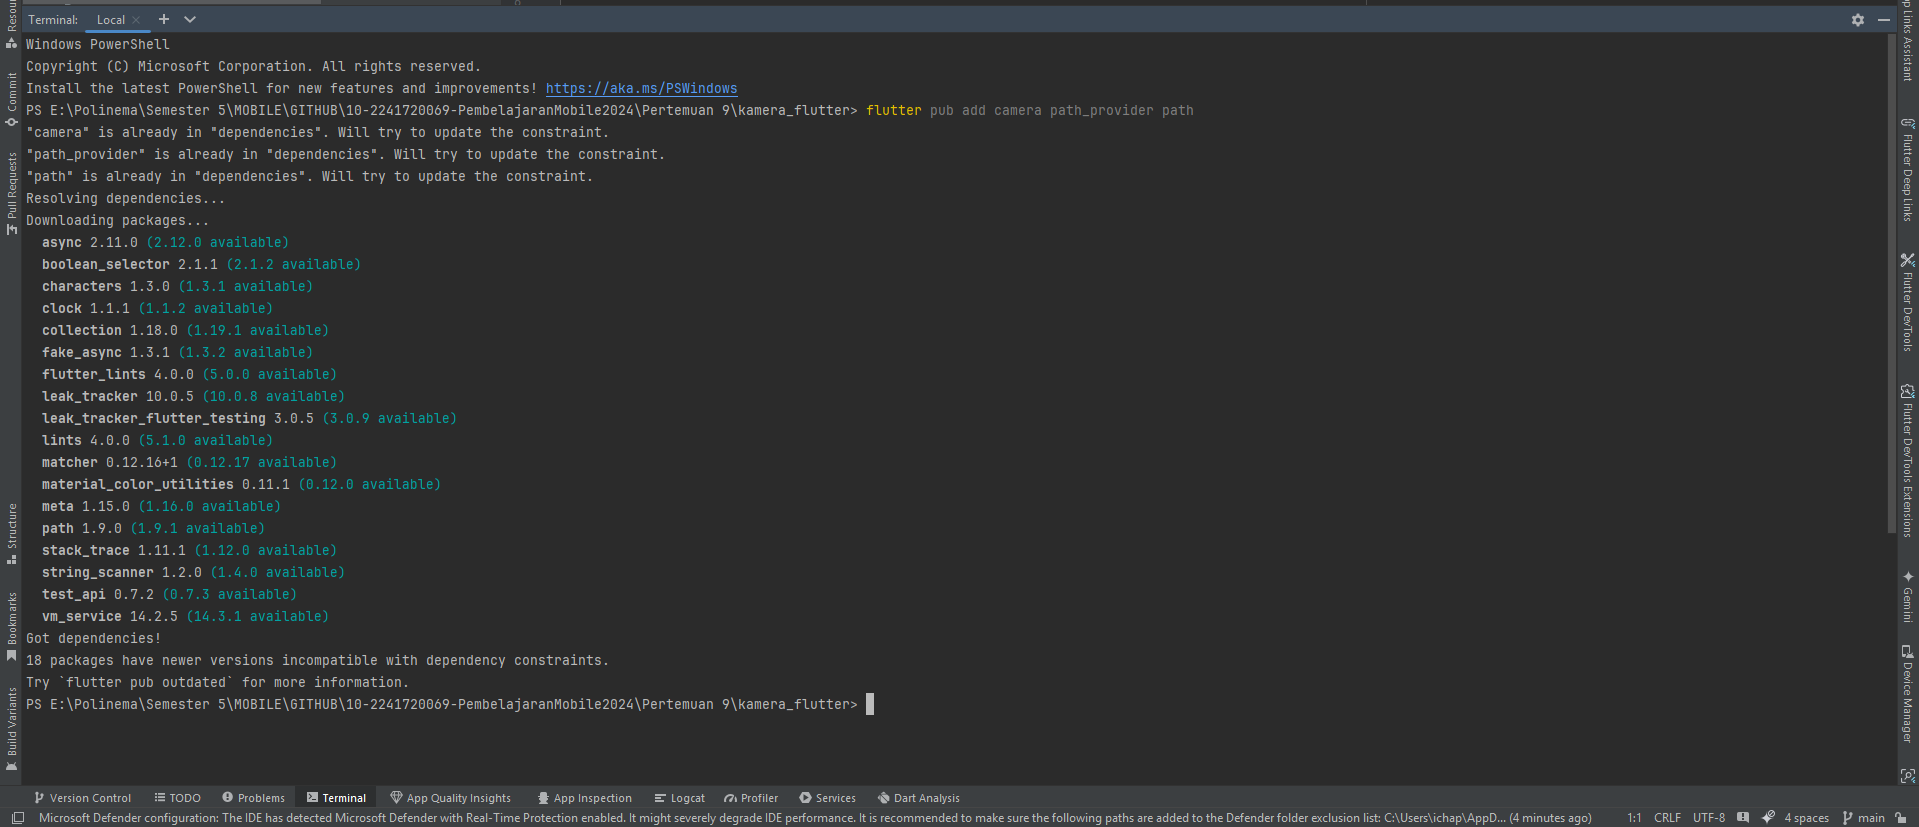 Terminal:
Local
Windows PowerShell
Copyright (C) Microsoft Corporation. All rights reserved.
Install the latest PowerShell for new features and improvements! https://aka.ms/PSWindows
PS E:\Polinema\Semester 5\MOBILE\GITHUB\10-2241720069-PembelajaranMobile2024\Pertemuan 9\kamera_flutter> flutter pub add camera path_provider path
"camera" is already in "dependencies". Will try to update the constraint.
"path_provider" is already in "dependencies". Will try to update the constraint.
"path" is already in "dependencies". Will try to update the constraint.
Resolving dependencies...
Downloading packages...
async 2.11.0 (2.12.0 available)
boolean_selector 2.1.1 (2.1.2 available)
characters 1.3.0 (1.3.1 available)
clock 1.1.1 (1.1.2 available)
collection 1.18.0 (1.19.1 available)
fake_async 1.3.1 (1.3.2 available)
flutter_lints 4.0.0 (5.0.0 available)
leak_tracker 10.0.5 (10.0.8 available)
leak_tracker_flutter_testing 3.0.5 (3.0.9 available)
lints 4.0.0 (5.1.0 available)
matcher 0.12.16+1 (0.12.17 available)
material_color_utilities 0.11.1 (0.12.0 available)
meta 1.15.0 (1.16.0 available)
path 1.9.0 (1.9.1 available)
stack_trace 1.11.1 (1.12.0 available)
string_scanner 1.2.0 (1.4.0 available)
test_api 0.7.2 (0.7.3 available)
vm_service 14.2.5 (14.3.1 available)
Got dependencies!
18 packages have newer versions incompatible with dependency constraints.
Try `flutter pub outdated` for more information.
PS E:\Polinema\Semester 5\MOBILE\GITHUB\10-2241720069-PembelajaranMobile2024\Pertemuan 9\kamera_flutter>
Commit
Pull Requests
Structure
Bookmarks
Build Variants
Links Assistant
Flutter Deep Links
Flutter DevTools
Flutter DevTools Extensions
Gemini
Device Manager
Version Control
TODO
Problems
Terminal
App Quality Insights
App Inspection
Logcat
Profiler
Services
Dart Analysis
Microsoft Defender configuration: The IDE has detected Microsoft Defender with Real-Time Protection enabled. It might severely degrade IDE performance. It is recommended to make sure the following paths are added to the Defender folder exclusion list: C:\Users\ichap\AppD... (4 minutes ago)
1:1
CRLF
UTF-8
4 spaces
main